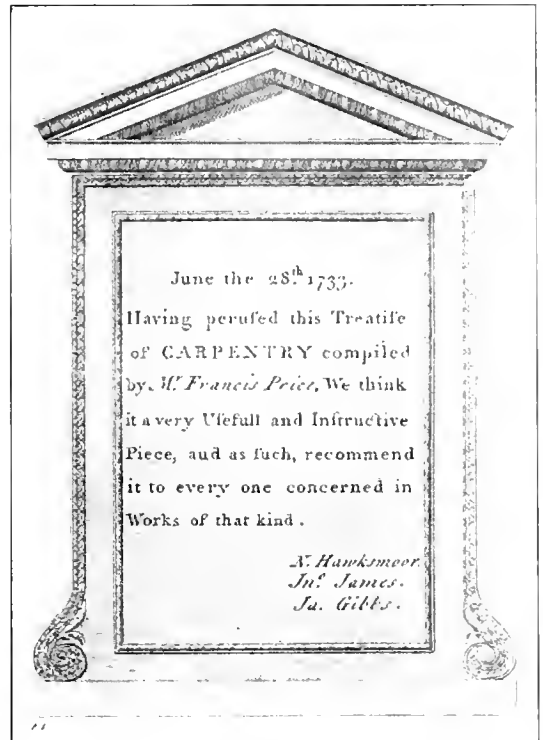 June the 28.th 1733.
Having peruſed this Treatiſe
of CARPENTRY compiled
by Mr. Francis Price, We think
it a very Uſefull and Inſtructive
Piece, and as ſuch, recommend
it to every one concerned in
Works of that kind.
N. Hawksmoor.
Jno. James.
Ja. Gibbs.